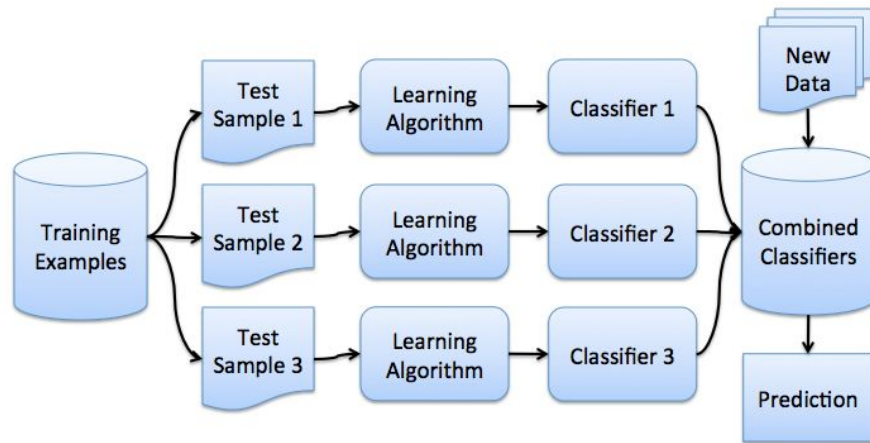 Training
Examples
Test
Sample 1
Learning
Algorithm
Classifier 1
Test
Sample 2
Learning
Algorithm
Classifier 2
Test
Sample 3
Learning
Algorithm
Classifier 3
New
Data
Combined
Classifiers
Prediction